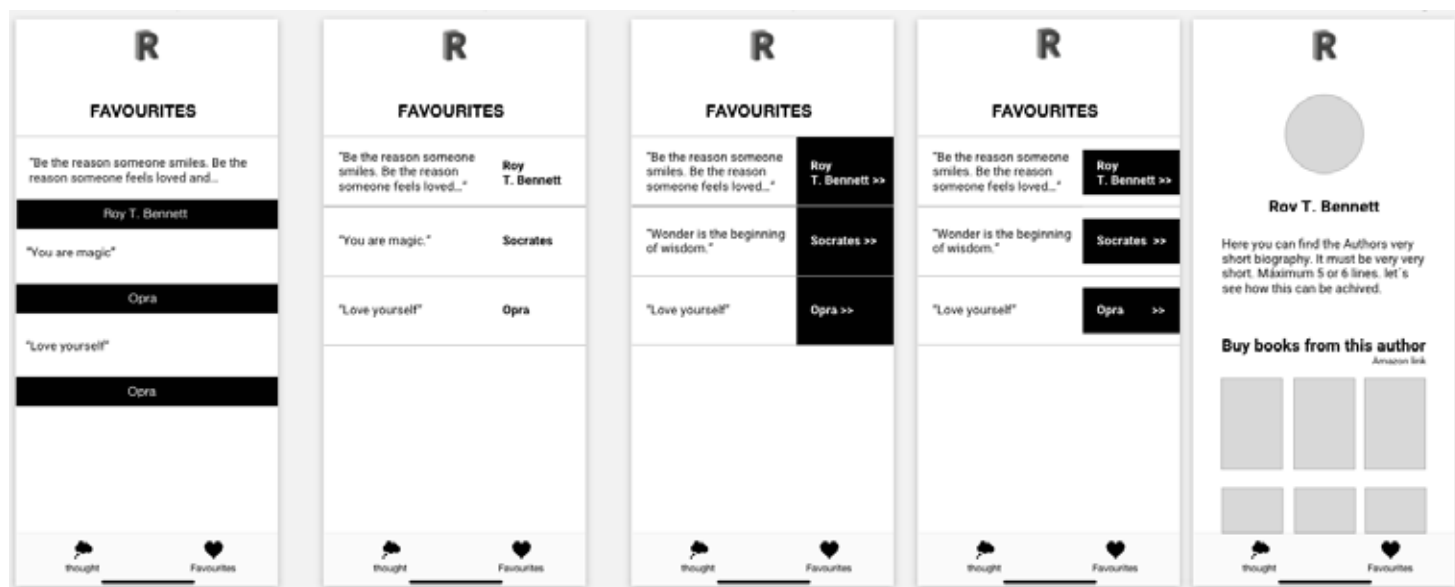 R
FAVOURITES
"Be the reason someone smiles. Be the
reason someone feels loved and...
Roy T. Bennett
"You are magic"
Opra
"Love yourself"
Opra
thought
Favourites
R
FAVOURITES
"Be the reason someone
smiles. Be the reason
someone feels loved..."
Roy
T. Bennett
"You are magic."
Socrates
"Love yourself"
Opra
thought
Favourites
R
FAVOURITES
"Be the reason someone
smiles. Be the reason
someone feels loved..."
Roy
T. Bennett >>
"Wonder is the beginning
of wisdom."
Socrates >>
"Love yourself"
Opra >>
thought
Favourites
R
FAVOURITES
"Be the reason someone
smiles. Be the reason
someone feels loved..."
Roy
T. Bennett >>
"Wonder is the beginning
of wisdom."
Socrates >>
"Love yourself"
Opra >>
thought
Favourites
R
Roy T. Bennett
Here you can find the Authors very
short biography. It must be very very
short. Máximum 5 or 6 lines. let´s
see how this can be achived.
Buy books from this author
Amazon link
thought
Favourites